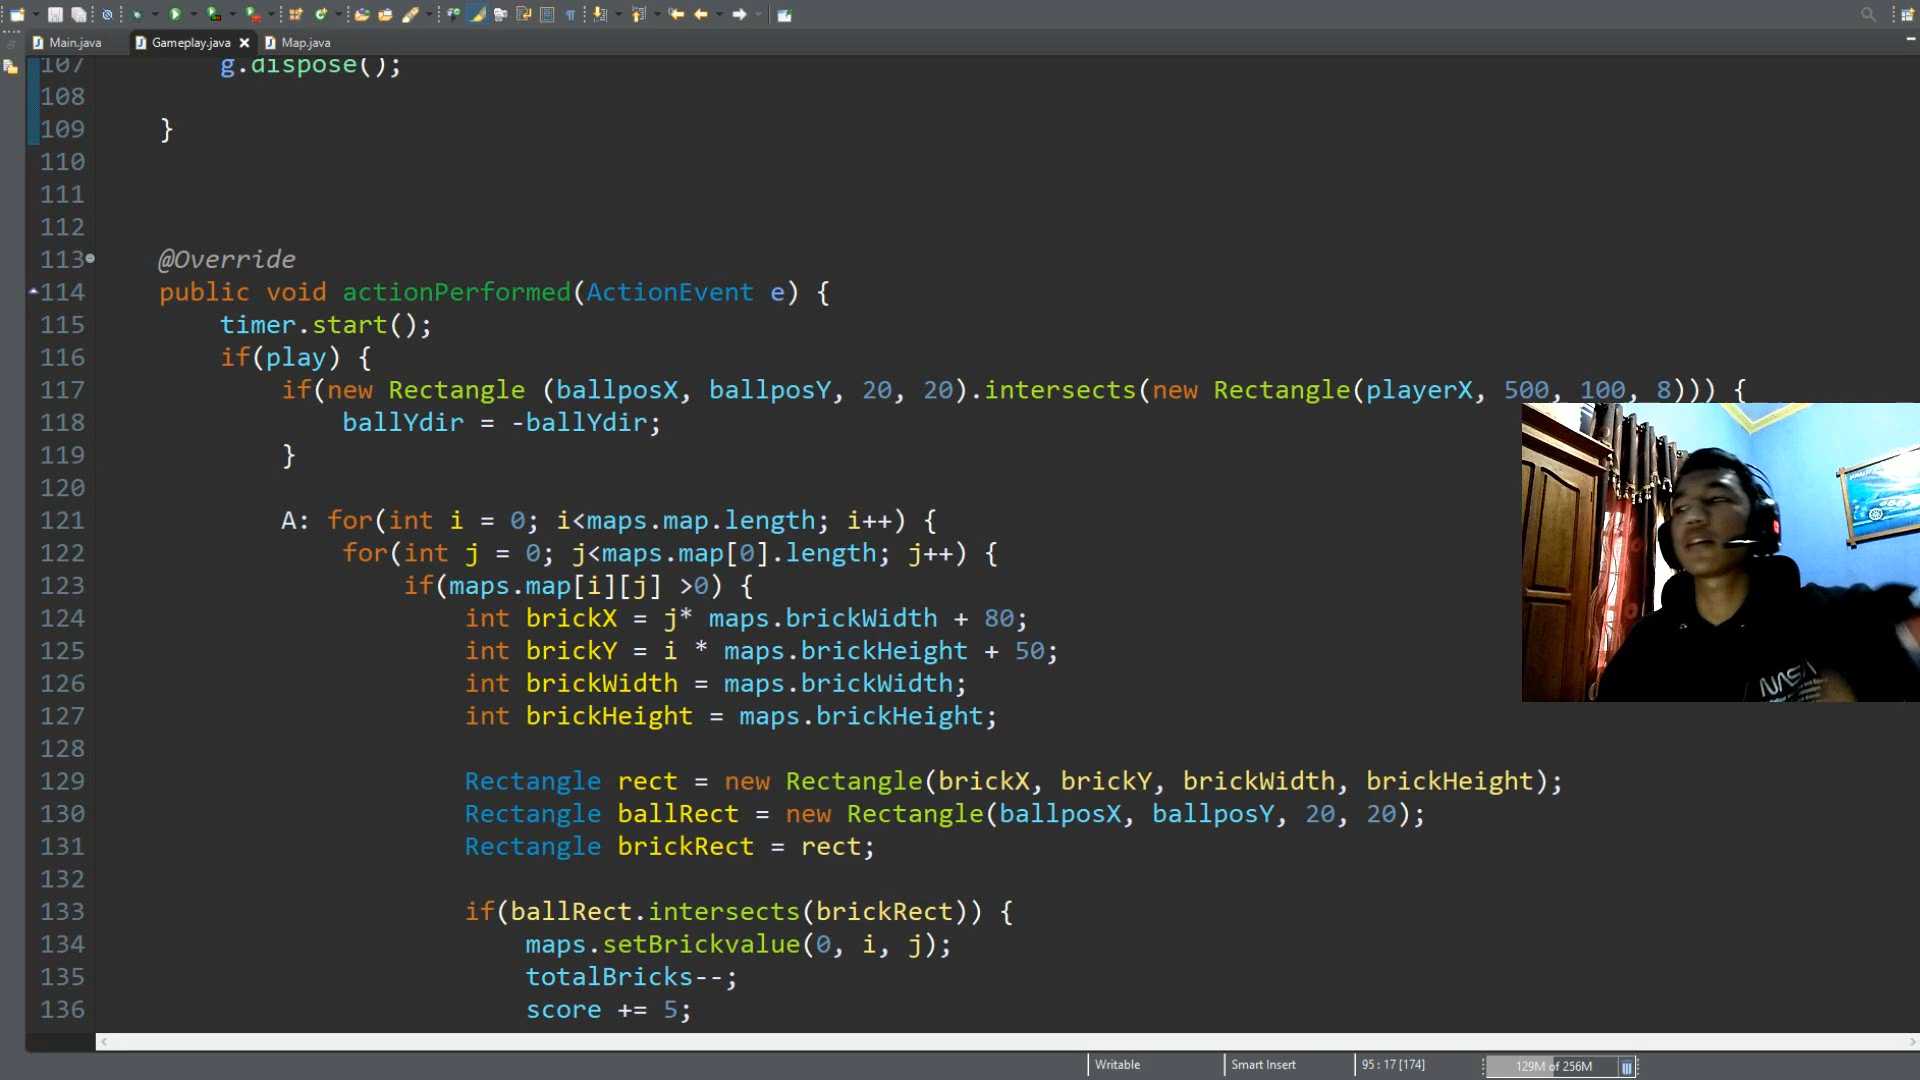 Main.java Gameplay.java Map.java
107 g.dispose();
108
109 }
110
111
112
113 @Override
114 public void actionPerformed(ActionEvent e) {
115 timer.start();
116 if(play) {
117 if(new Rectangle (ballposX, ballposY, 20, 20).intersects(new Rectangle(playerX, 500, 100, 8))) {
118 ballYdir = -ballYdir;
119 }
120
121 A: for(int i = 0; i<maps.map.length; i++) {
122 for(int j = 0; j<maps.map[0].length; j++) {
123 if(maps.map[i][j] >0) {
124 int brickX = j* maps.brickWidth + 80;
125 int brickY = i * maps.brickHeight + 50;
126 int brickWidth = maps.brickWidth;
127 int brickHeight = maps.brickHeight;
128
129 Rectangle rect = new Rectangle(brickX, brickY, brickWidth, brickHeight);
130 Rectangle ballRect = new Rectangle(ballposX, ballposY, 20, 20);
131 Rectangle brickRect = rect;
132
133 if(ballRect.intersects(brickRect)) {
134 maps.setBrickvalue(0, i, j);
135 totalBricks--;
136 score += 5;
NASA
Writable Smart Insert 95 : 17 [174] 129M of 256M